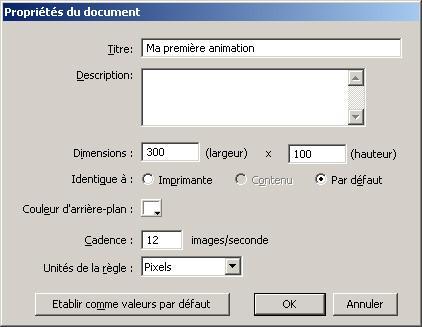 Propriétés du document
Titre: Ma première animation
Description:
Dimensions : 300 (largeur) x 100 (hauteur)
Identique à : Imprimante Contenu Par défaut
Couleur d'arrière-plan :
Cadence : 12 images/seconde
Unités de la règle : Pixels
Etablir comme valeurs par défaut OK Annuler